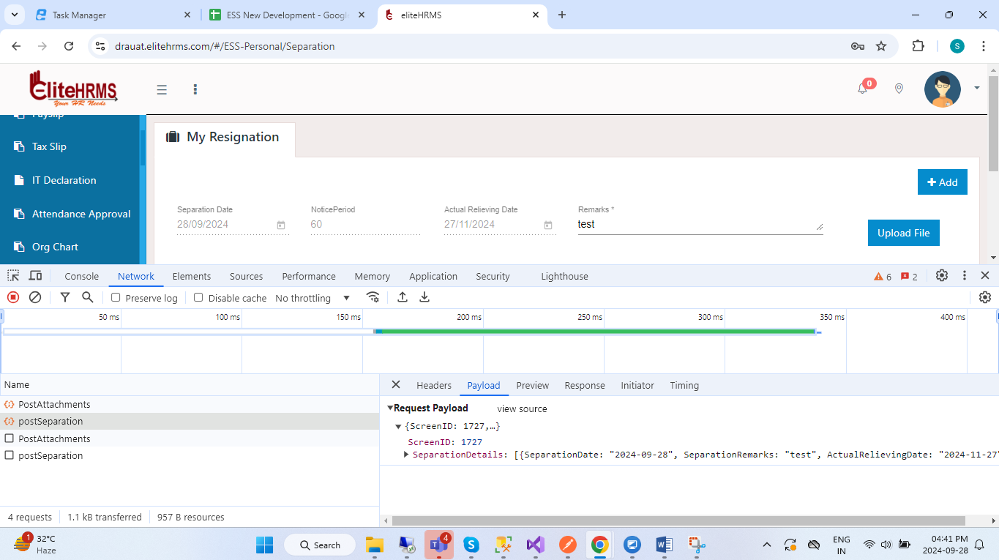 Task Manager
ESS New Development - Google
eliteHRMS
drauat.elitehrms.com/#/ESS-Personal/Separation
S
EliteHRMS
Your HR Needs
0
Payslip
Tax Slip
IT Declaration
Attendance Approval
Org Chart
My Resignation
Add
Separation Date
NoticePeriod
Actual Relieving Date
Remarks *
28/09/2024
60
27/11/2024
test
Upload File
Console Network Elements Sources Performance Memory Application Security Lighthouse
6 2
Preserve log Disable cache No throttling
50 ms 100 ms 150 ms 200 ms 250 ms 300 ms 350 ms 400 ms
Name
PostAttachments
postSeparation
PostAttachments
postSeparation
4 requests 1.1 kB transferred 957 B resources
Headers Payload Preview Response Initiator Timing
Request Payload view source
{ScreenID: 1727,…}
ScreenID: 1727
SeparationDetails: [{SeparationDate: "2024-09-28", SeparationRemarks: "test", ActualRelievingDate: "2024-11-27"
1
32°C
Haze
Search
4
ENG
IN
04:41 PM
2024-09-28